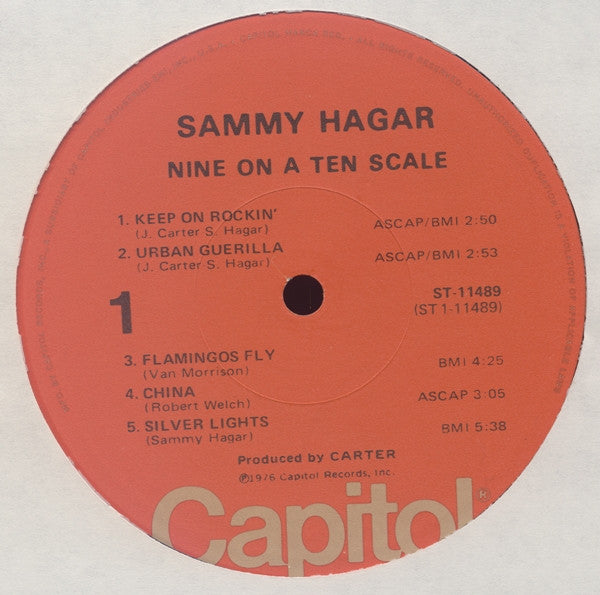 SAMMY HAGAR
NINE ON A TEN SCALE
1. KEEP ON ROCKIN'
(J. Carter S. Hagar)
ASCAP/BMI 2:50
2. URBAN GUERILLA
(J. Carter-S. Hagar)
ASCAP/BMI 2:53
1
ST-11489
(ST1-11489)
3. FLAMINGOS FLY
(Van Morrison)
BMI 4:25
4. CHINA
(Robert Welch)
ASCAP 3:05
5. SILVER LIGHTS
(Sammy Hagar)
BMI 5:38
Produced by CARTER
℗1976 Capitol Records, Inc.
Capitol®